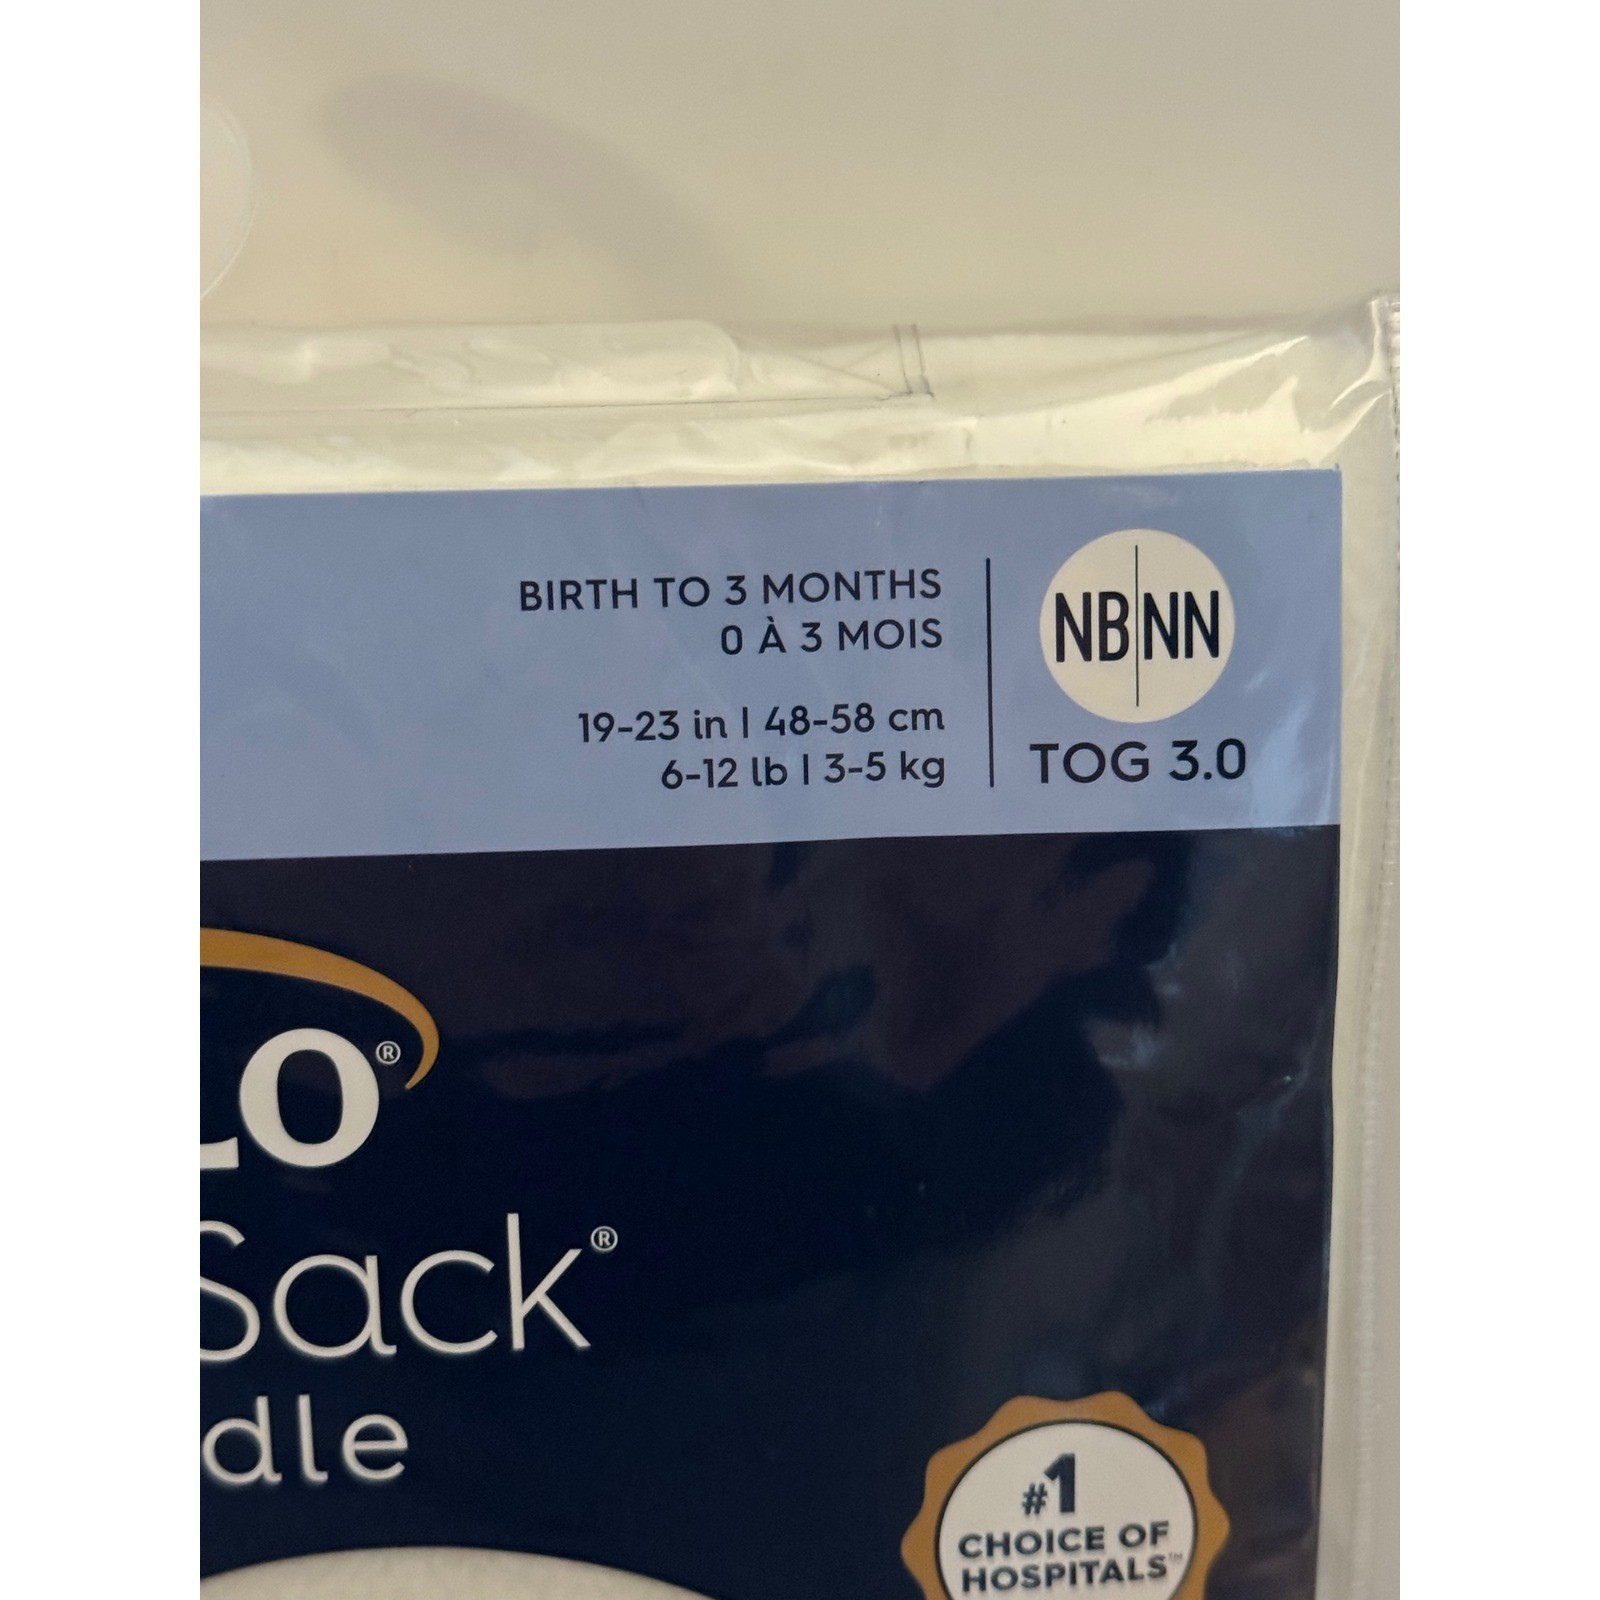 BIRTH TO 3 MONTHS
0 À 3 MOIS
19-23 in | 48-58 cm
6-12 lb | 3-5 kg
NB|NN
TOG 3.0
LO®
Sack®
dle
#1
CHOICE OF
HOSPITALS™